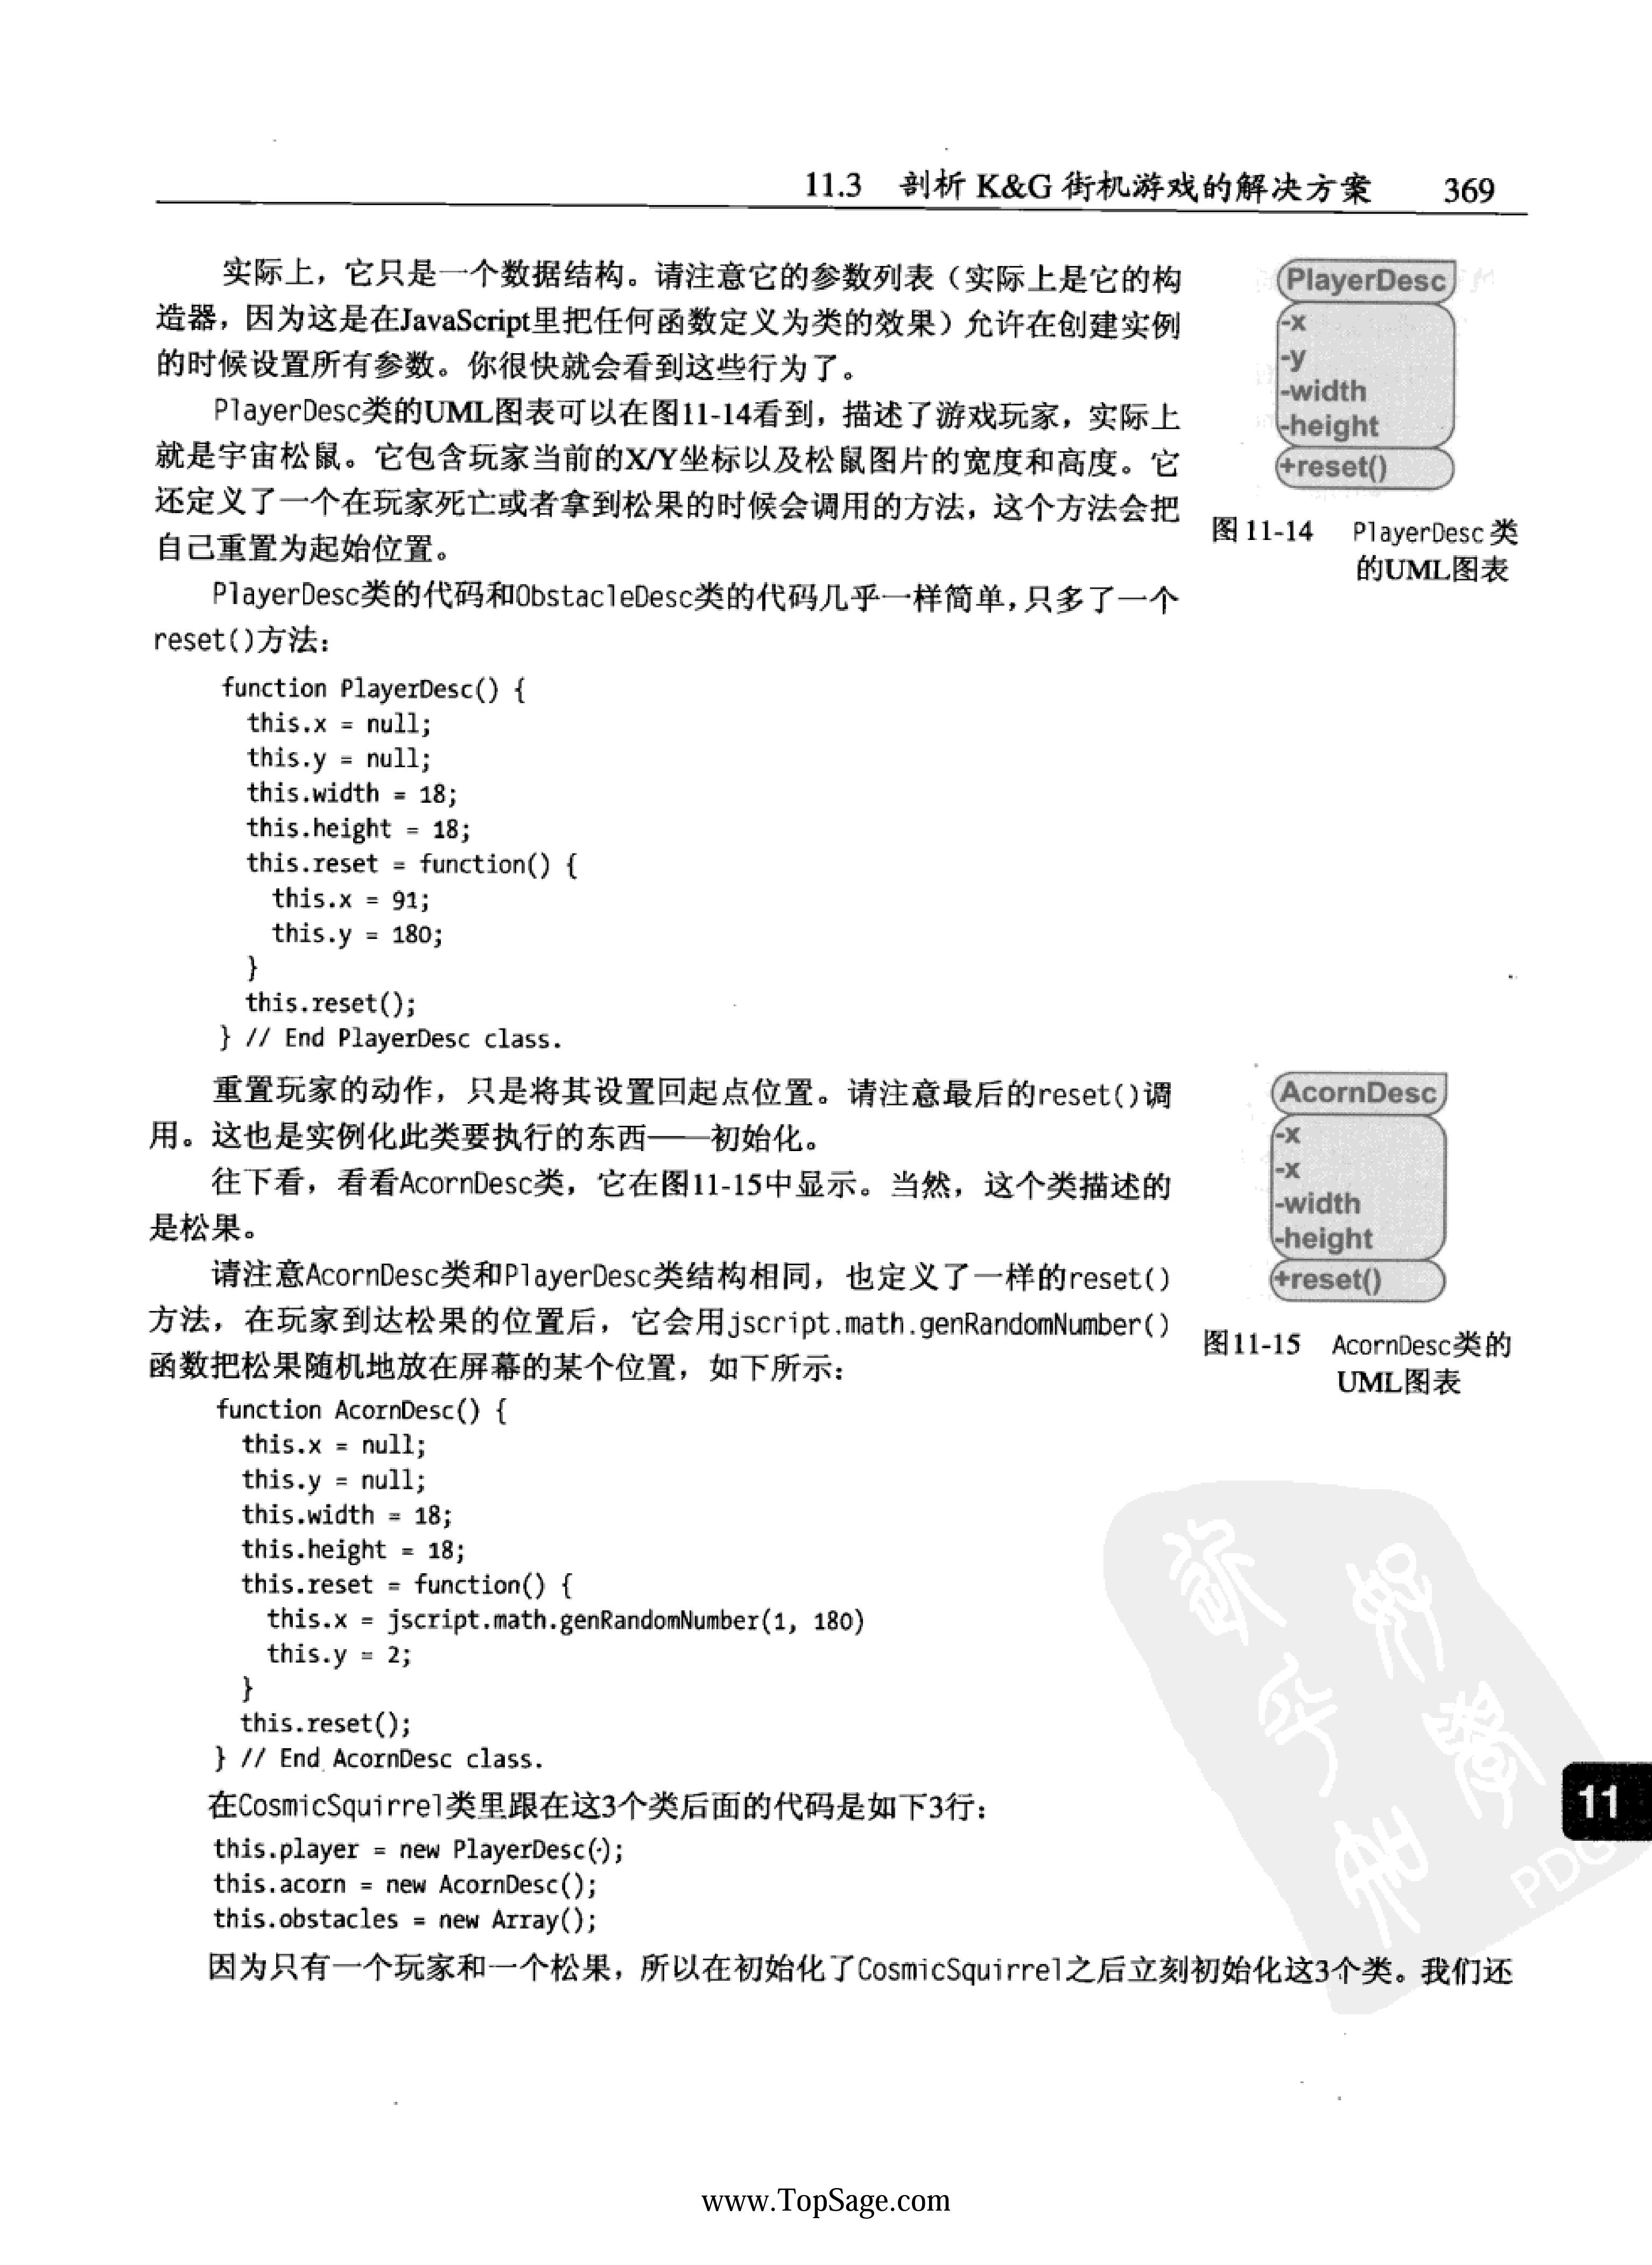 11.3 剖析 K&G 街机游戏的解决方案 369
实际上，它只是一个数据结构。请注意它的参数列表（实际上是它的构
造器，因为这是在JavaScript里把任何函数定义为类的效果）允许在创建实例
的时候设置所有参数。你很快就会看到这些行为了。
PlayerDesc类的UML图表可以在图11-14看到，描述了游戏玩家，实际上
就是宇宙松鼠。它包含玩家当前的X/Y坐标以及松鼠图片的宽度和高度。它
还定义了一个在玩家死亡或者拿到松果的时候会调用的方法，这个方法会把
自己重置为起始位置。
PlayerDesc类的代码和ObstacleDesc类的代码几乎一样简单，只多了一个
reset()方法：
PlayerDesc
-x
-y
-width
-height
+reset()
图 11-14 PlayerDesc 类
的UML图表
function PlayerDesc() {
this.x = null;
this.y = null;
this.width = 18;
this.height = 18;
this.reset = function() {
this.x = 91;
this.y = 180;
}
this.reset();
} // End PlayerDesc class.
重置玩家的动作，只是将其设置回起点位置。请注意最后的reset()调
用。这也是实例化此类要执行的东西——初始化。
往下看，看看AcornDesc类，它在图11-15中显示。当然，这个类描述的
是松果。
请注意AcornDesc类和PlayerDesc类结构相同，也定义了一样的reset()
方法，在玩家到达松果的位置后，它会用jscript.math.genRandomNumber()
函数把松果随机地放在屏幕的某个位置，如下所示：
AcornDesc
-x
-x
-width
-height
+reset()
图11-15 AcornDesc类的
UML图表
function AcornDesc() {
this.x = null;
this.y = null;
this.width = 18;
this.height = 18;
this.reset = function() {
this.x = jscript.math.genRandomNumber(1, 180)
this.y = 2;
}
this.reset();
} // End AcornDesc class.
在CosmicSquirrel类里跟在这3个类后面的代码是如下3行：
this.player = new PlayerDesc();
this.acorn = new AcornDesc();
this.obstacles = new Array();
因为只有一个玩家和一个松果，所以在初始化了CosmicSquirrel之后立刻初始化这3个类。我们还
11
PDG
www.TopSage.com